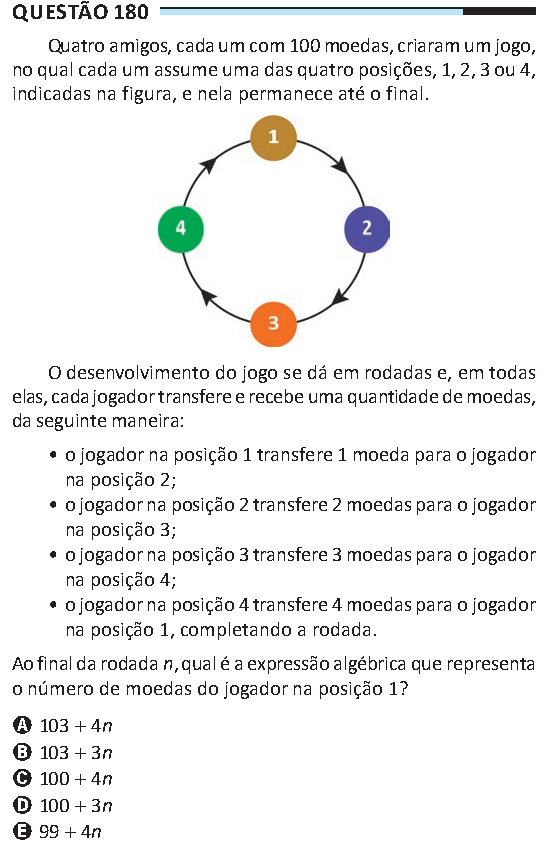 QUESTÃO 180
Quatro amigos, cada um com 100 moedas, criaram um jogo,
no qual cada um assume uma das quatro posições, 1, 2, 3 ou 4,
indicadas na figura, e nela permanece até o final.
1
4
2
3
O desenvolvimento do jogo se dá em rodadas e, em todas
elas, cada jogador transfere e recebe uma quantidade de moedas,
da seguinte maneira:
• o jogador na posição 1 transfere 1 moeda para o jogador
na posição 2;
• o jogador na posição 2 transfere 2 moedas para o jogador
na posição 3;
• o jogador na posição 3 transfere 3 moedas para o jogador
na posição 4;
• o jogador na posição 4 transfere 4 moedas para o jogador
na posição 1, completando a rodada.
Ao final da rodada n, qual é a expressão algébrica que representa
o número de moedas do jogador na posição 1?
A 103 + 4n
B 103 + 3n
C 100 + 4n
D 100 + 3n
E 99 + 4n